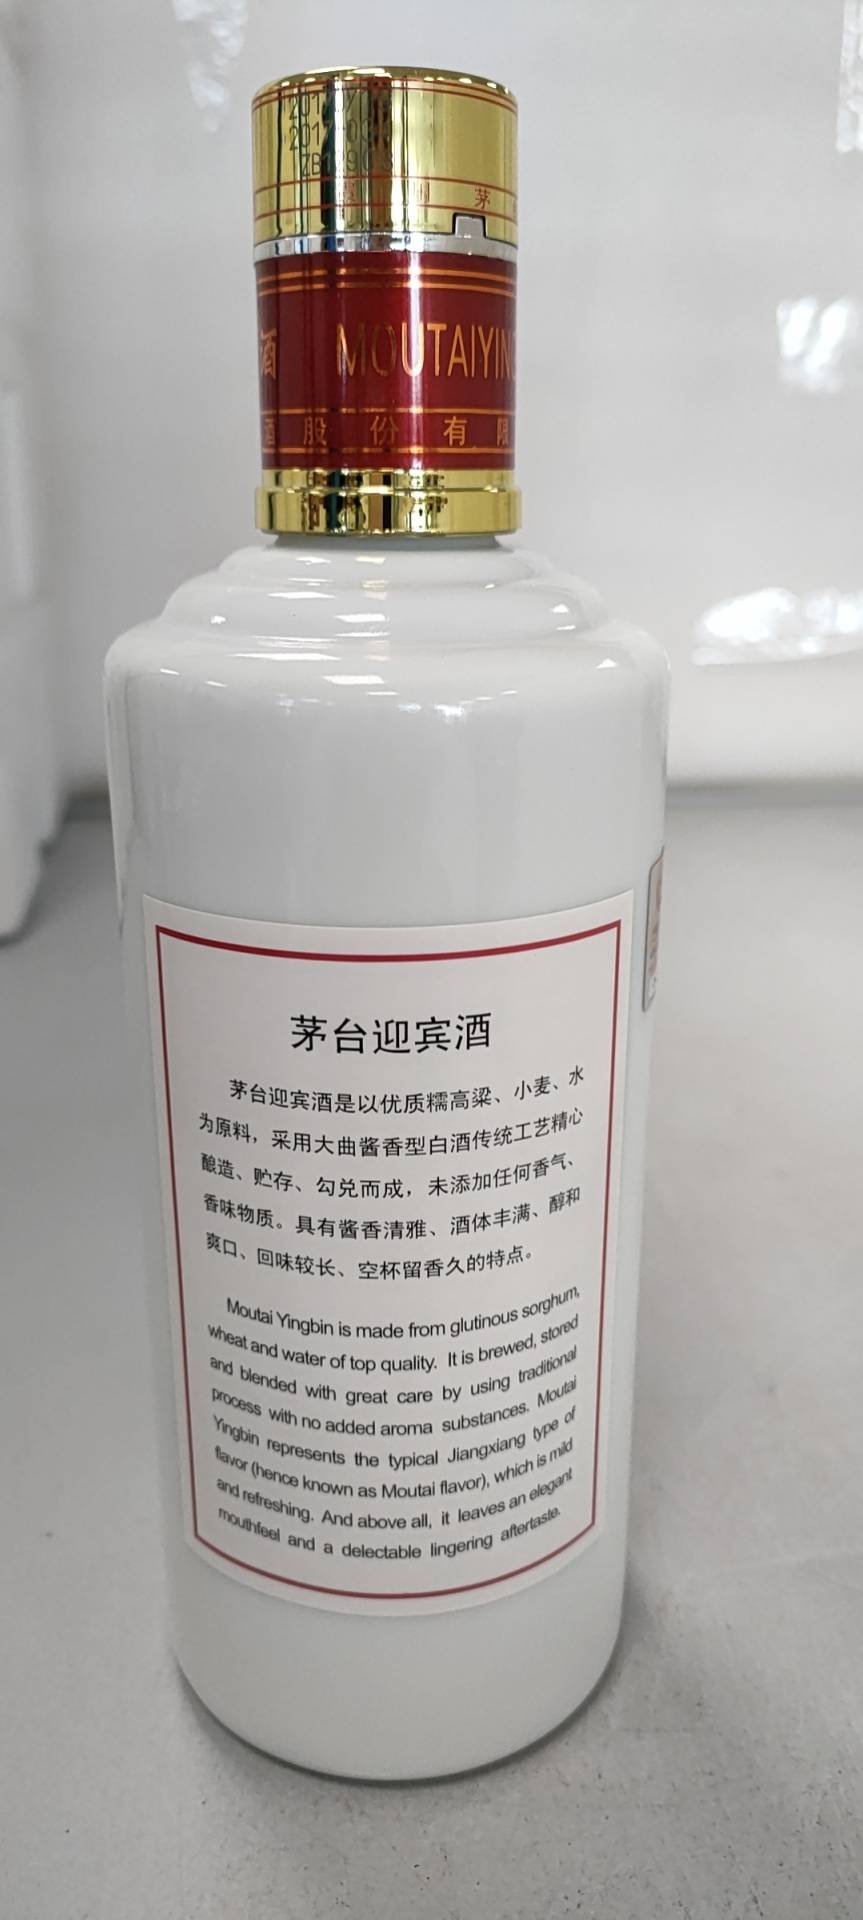 茅
酒 MOUTAIYING
酒股份有限
茅台迎宾酒
茅台迎宾酒是以优质糯高粱、小麦、水
为原料，采用大曲酱香型白酒传统工艺精心
酿造、贮存、勾兑而成，未添加任何香气、
香味物质。具有酱香清雅、酒体丰满、醇和
爽口、回味较长、空杯留香久的特点。
Moutai Yingbin is made from glutinous sorghum,
wheat and water of top quality. It is brewed, stored
and blended with great care by using traditional
process with no added aroma substances. Moutai
Yingbin represents the typical Jiangxiang type of
flavor (hence known as Moutai flavor), which is mild
and refreshing. And above all, it leaves an elegant
mouthfeel and a delectable lingering aftertaste.